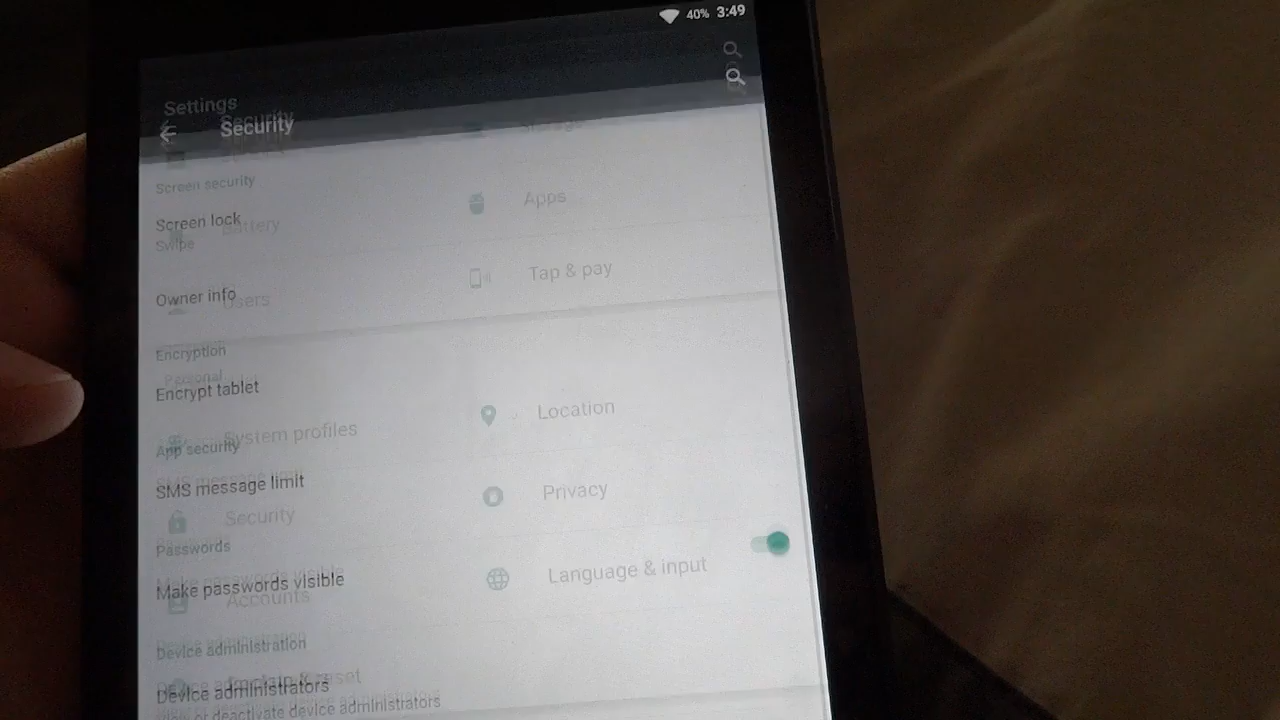 40% 3:49
Settings
Security
Screen security
Screen lock
Swipe
Apps
Battery
Tap & pay
Owner info
Users
Encryption
Personal
Encrypt tablet
Location
System profiles
App security
SMS message limit
Privacy
Security
Passwords
Make passwords visible
Language & input
Accounts
Device administration
Device administrators
View or deactivate device administrators